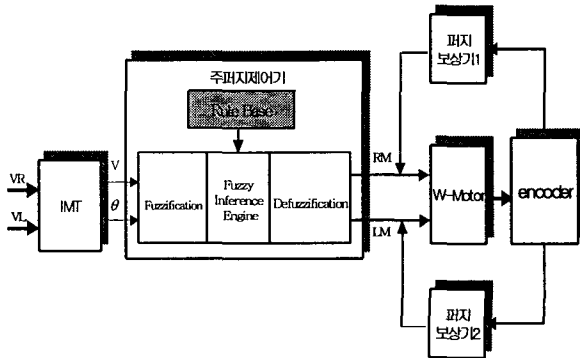 퍼지
보상기1
주퍼지제어기
Rule Base
VR
VL
IMT
V
θ
Fuzzification
Fuzzy
Inference
Engine
Defuzzification
RM
LM
W-Motor
encoder
퍼지
보상기2